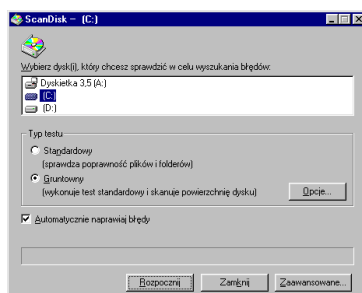 ScanDisk - (C:)
Wybierz dysk(i), który chcesz sprawdzić w celu wyszukania błędów:
Dyskietka 3,5 (A:)
(C:)
(D:)
Typ testu
Standardowy
(sprawdza poprawność plików i folderów)
Gruntowny
(wykonuje test standardowy i skanuje powierzchnię dysku)
Opcje...
Automatycznie naprawiaj błędy
Rozpocznij
Zamknij
Zaawansowane...